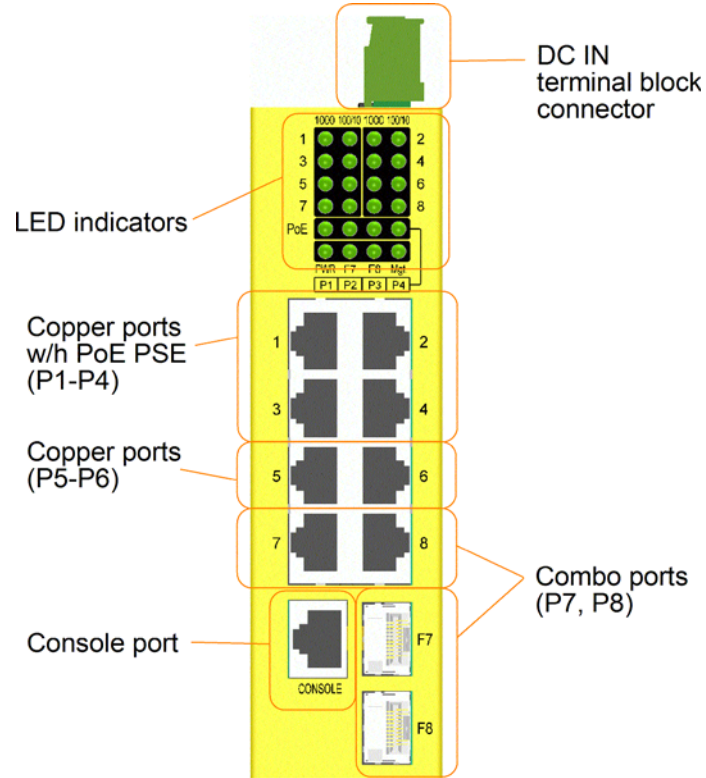 DC IN
terminal block
connector
1000 100/10 1000 100/10
1 2
3 4
5 6
7 8
PoE
PWR F7 F8 Mgt
P1 P2 P3 P4
LED indicators
Copper ports
w/h PoE PSE
(P1-P4)
1 2
3 4
Copper ports
(P5-P6)
5 6
7 8
Combo ports
(P7, P8)
Console port
CONSOLE
F7
F8